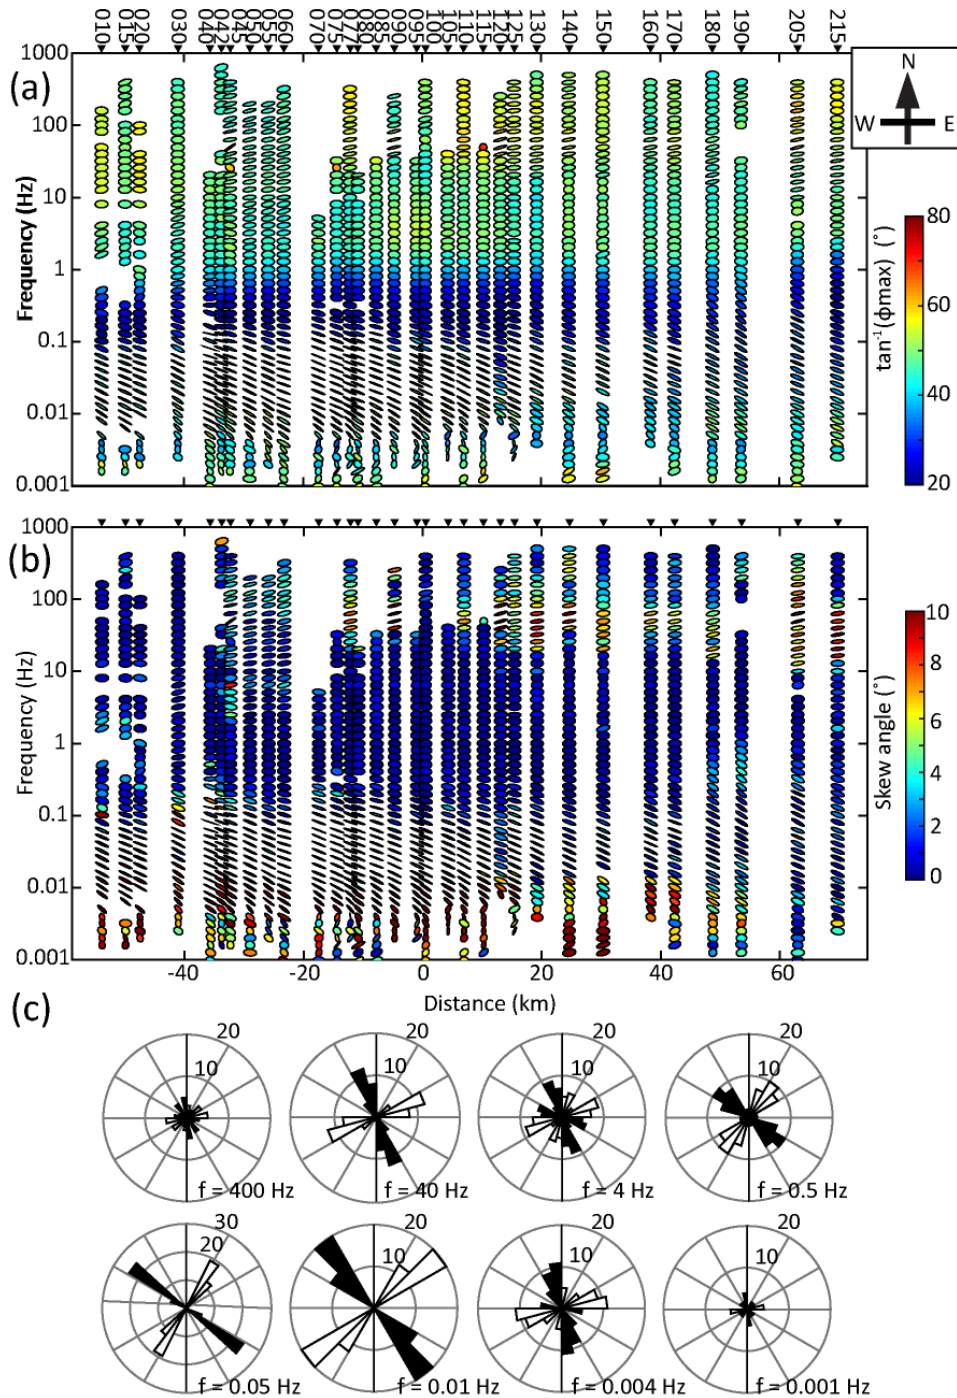 010 015 020 030 040 042 045 050 055 060 070 075 077 080 085 090 095 100 105 110 115 120 125 130 140 150 160 170 180 190 205 215
(a)
1000
100
10
1
0.1
0.01
0.001
Frequency (Hz)
N
W E
80
60
40
20
tan⁻¹(ϕmax) (°)
(b)
1000
100
10
1
0.1
0.01
0.001
Frequency (Hz)
-40 -20 0 20 40 60
Distance (km)
10
8
6
4
2
0
Skew angle (°)
(c)
20
10
f = 400 Hz
20
10
f = 40 Hz
20
10
f = 4 Hz
20
10
f = 0.5 Hz
30
20
f = 0.05 Hz
20
10
f = 0.01 Hz
20
10
f = 0.004 Hz
20
10
f = 0.001 Hz